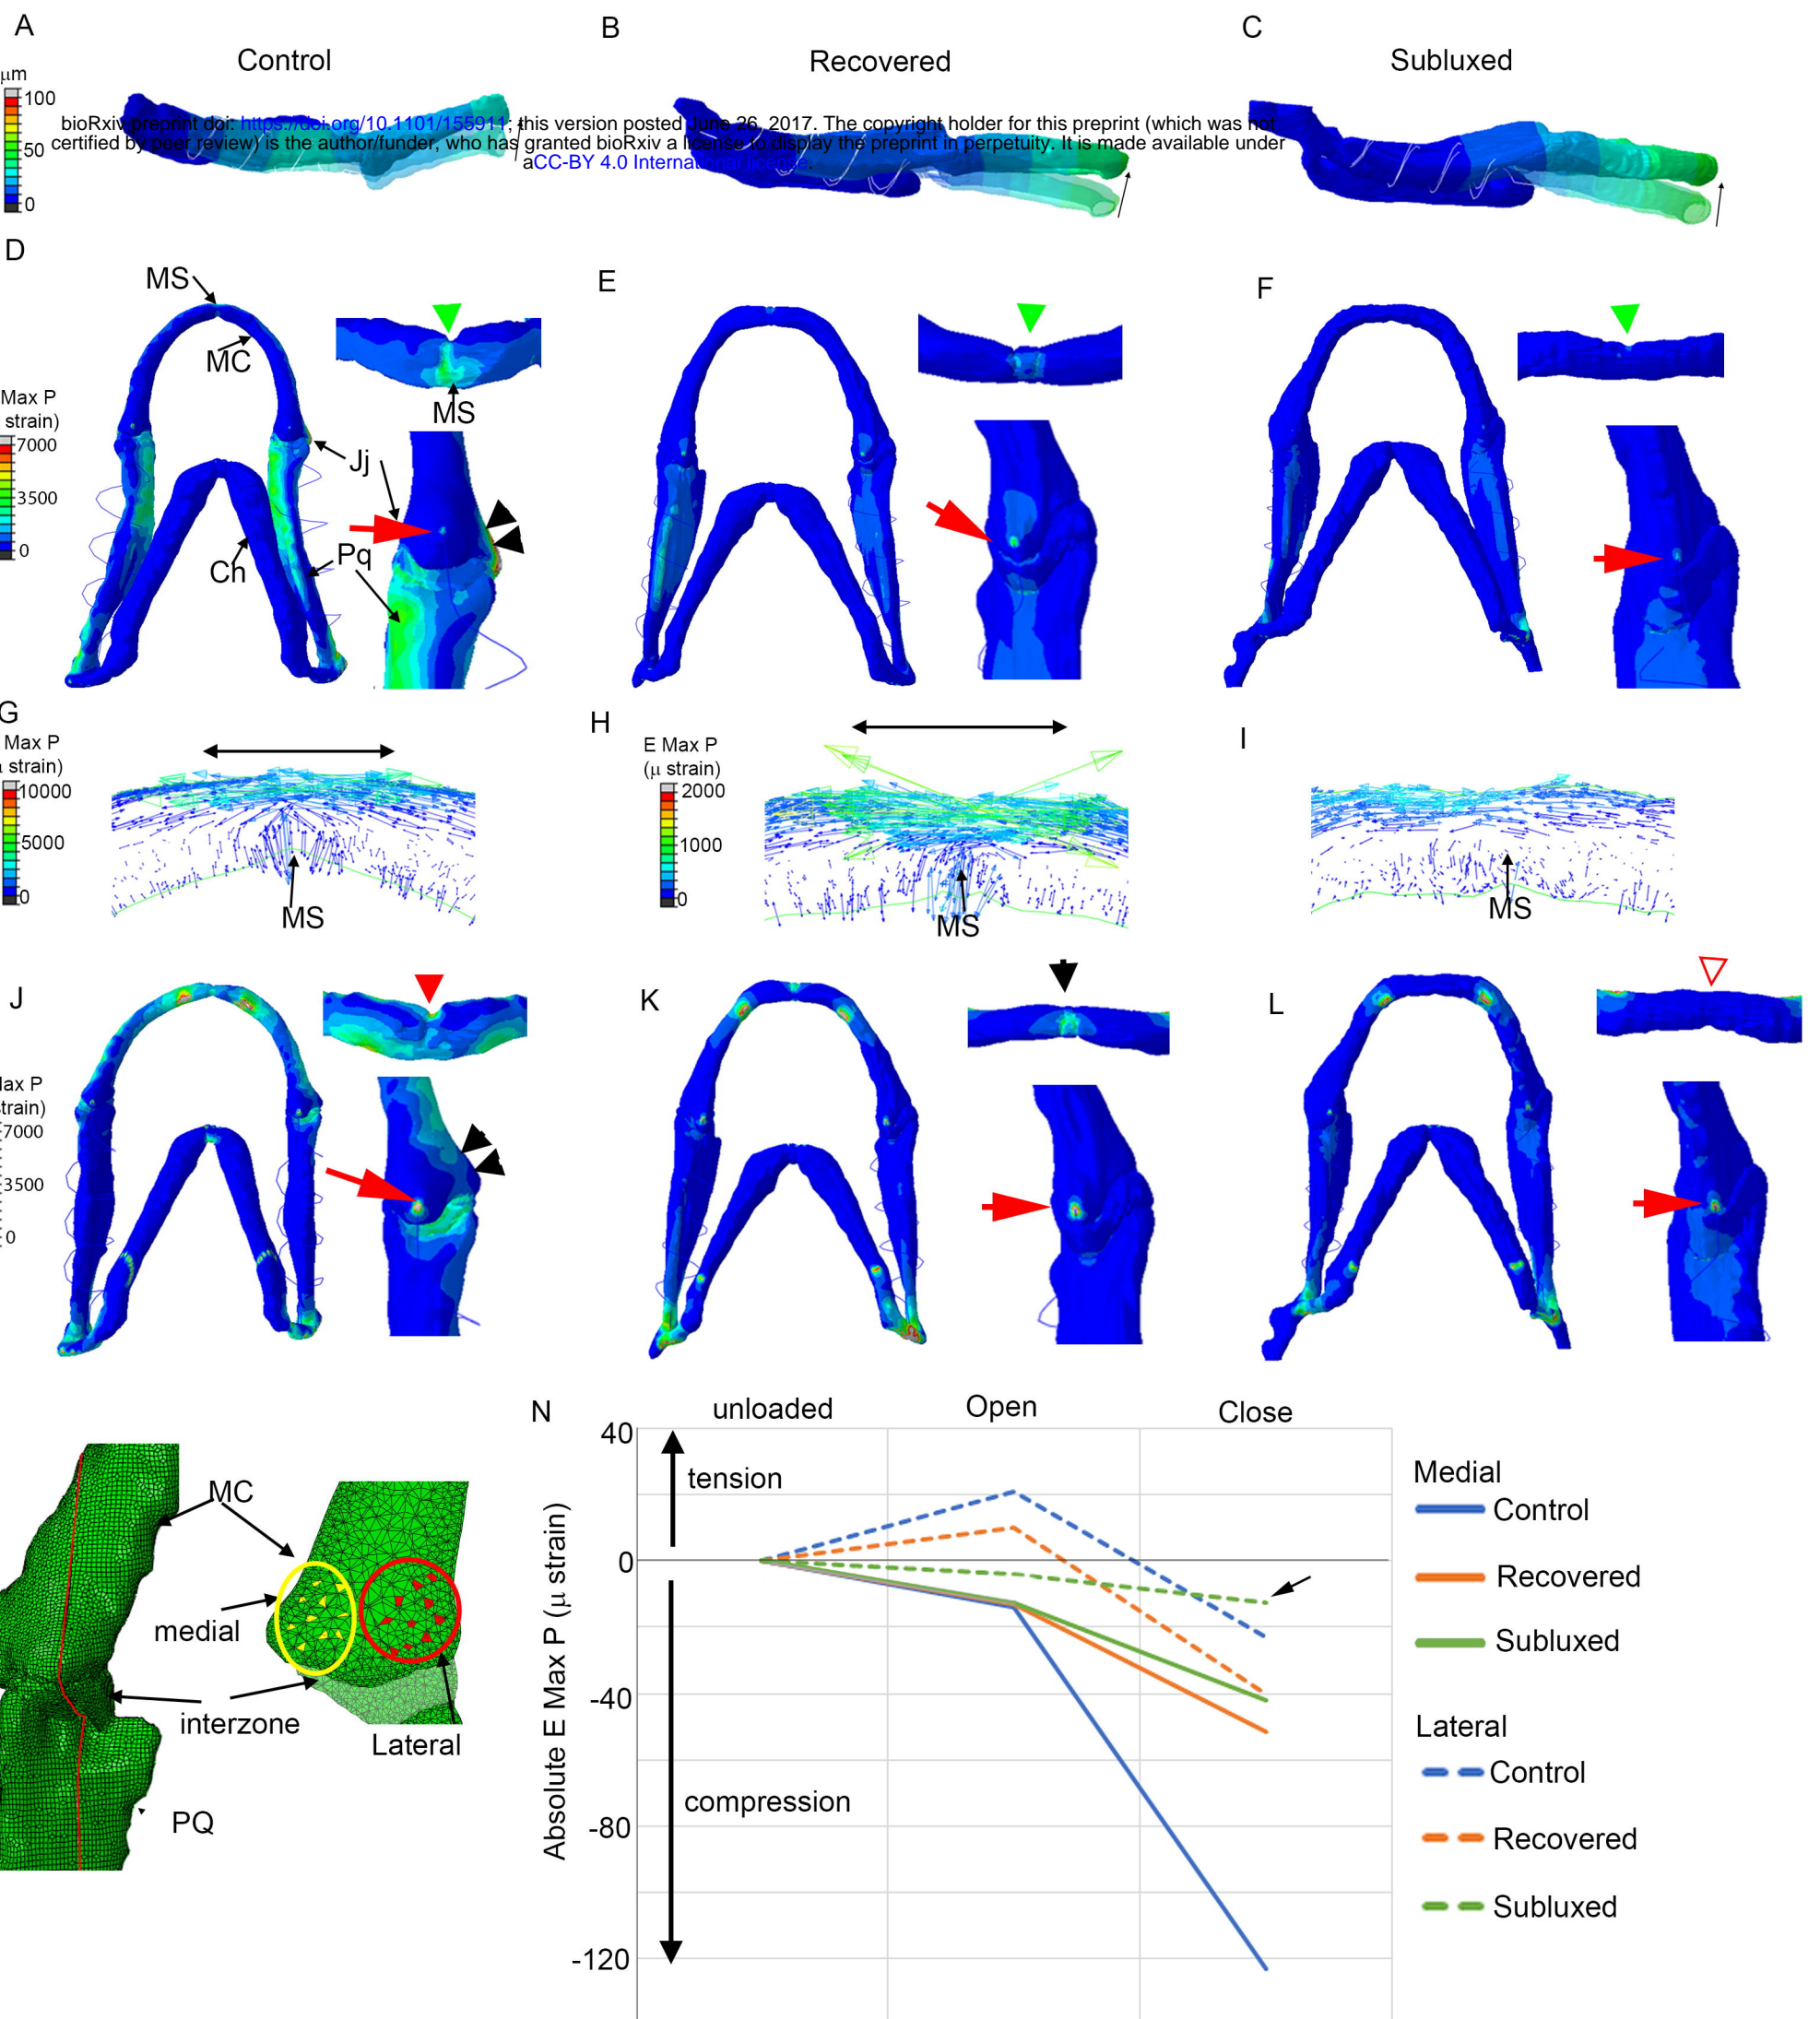 A
B
C
Control
Recovered
Subluxed
μm
100
50
0
bioRxiv preprint doi: https://doi.org/10.1101/155911; this version posted June 26, 2017. The copyright holder for this preprint (which was not
certified by peer review) is the author/funder, who has granted bioRxiv a license to display the preprint in perpetuity. It is made available under
aCC-BY 4.0 International license.
D
E
F
MS
MC
MS
Max P
strain)
7000
3500
0
Jj
Pq
Ch
G
H
I
Max P
strain)
10000
5000
0
MS
E Max P
(μ strain)
2000
1000
0
MS
MS
J
K
L
Max P
strain)
7000
3500
0
MC
medial
interzone
Lateral
PQ
N
unloaded
Open
Close
40
0
-40
-80
-120
tension
compression
Absolute E Max P (μ strain)
Medial
Control
Recovered
Subluxed
Lateral
Control
Recovered
Subluxed